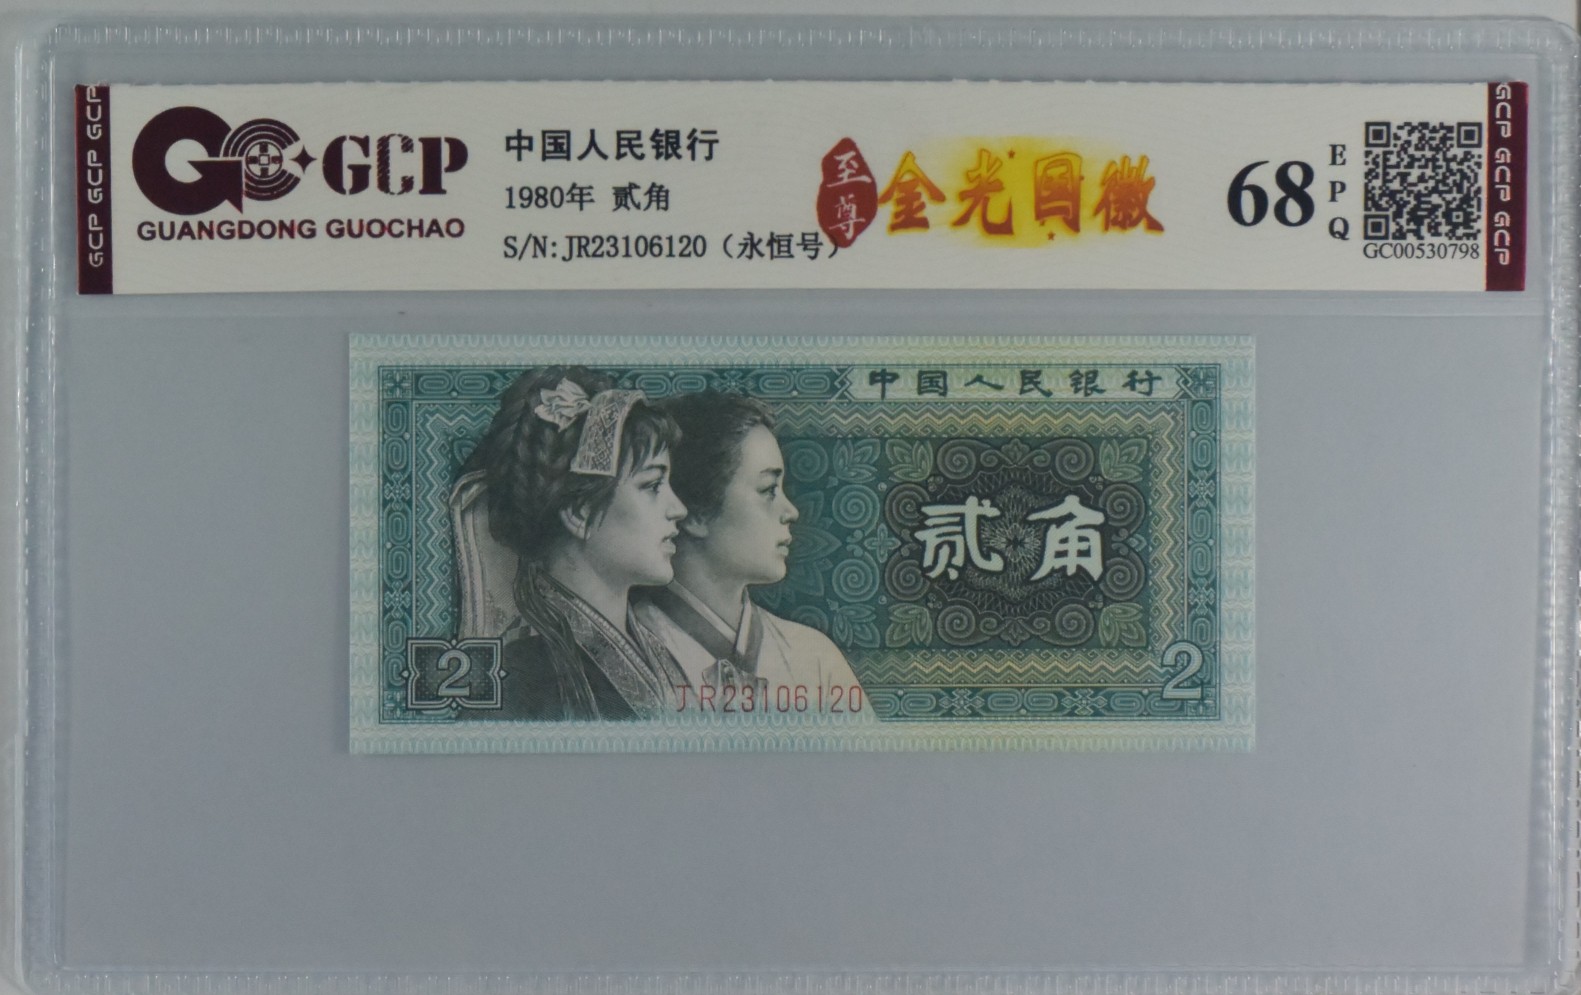 GCP GCP GCP
GCP
GUANGDONG GUOCHAO
中国人民银行
1980年 贰角
S/N:JR23106120（永恒号）
至尊
金光国徽
68
EPQ
GC00530798
GCP GCP GCP
中国人民银行
贰角
2
2
JR23106120